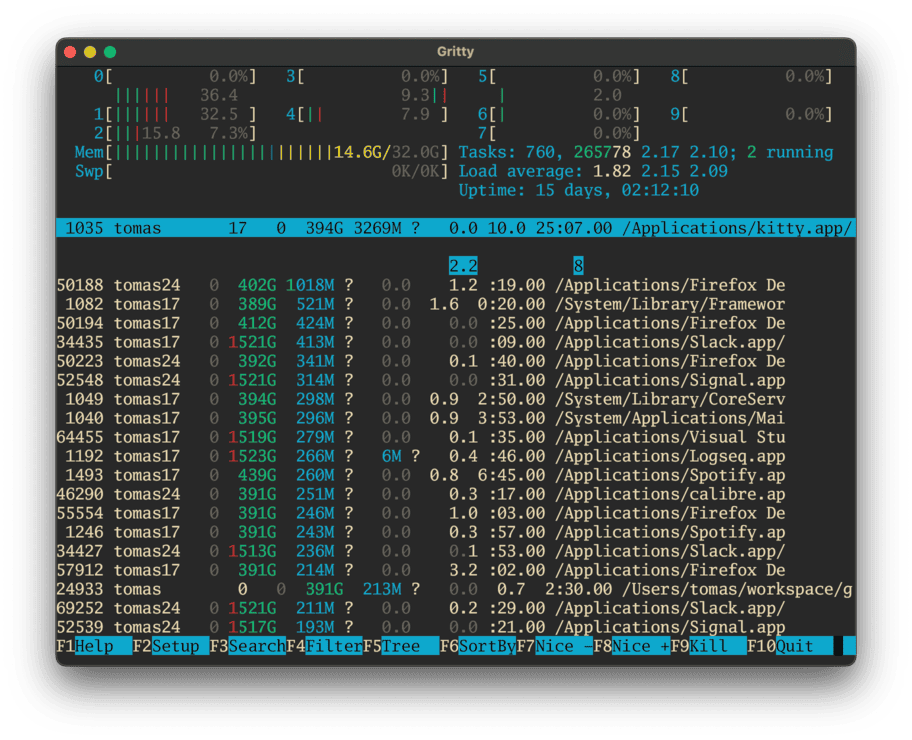 Gritty
0[ 0.0%] 3[ 0.0%] 5[ 0.0%] 8[ 0.0%]
|||||| 36.4 9.3|| | 2.0
1[|||||| 32.5 ] 4[|| 7.9 ] 6[| 0.0%] 9[ 0.0%]
2[|||15.8 7.3%] 7[ 0.0%]
Mem[|||||||||||||||||||||||14.6G/32.0G] Tasks: 760, 265778 2.17 2.10; 2 running
Swp[ 0K/0K] Load average: 1.82 2.15 2.09
Uptime: 15 days, 02:12:10
1035 tomas 17 0 394G 3269M ? 0.0 10.0 25:07.00 /Applications/kitty.app/
2.2 8
50188 tomas24 0 402G 1018M ? 0.0 1.2 :19.00 /Applications/Firefox De
1082 tomas17 0 389G 521M ? 0.0 1.6 0:20.00 /System/Library/Framewor
50194 tomas17 0 412G 424M ? 0.0 0.0 :25.00 /Applications/Firefox De
34435 tomas17 0 1521G 413M ? 0.0 0.0 :09.00 /Applications/Slack.app/
50223 tomas17 0 392G 341M ? 0.0 0.1 :40.00 /Applications/Firefox De
52548 tomas24 0 1521G 314M ? 0.0 0.0 :31.00 /Applications/Signal.app
1049 tomas17 0 394G 298M ? 0.0 0.9 2:50.00 /System/Library/CoreServ
1040 tomas17 0 395G 296M ? 0.0 0.9 3:53.00 /System/Applications/Mai
64455 tomas17 0 1519G 279M ? 0.0 0.1 :35.00 /Applications/Visual Stu
1192 tomas17 0 1523G 266M ? 6M ? 0.4 :46.00 /Applications/Logseq.app
1493 tomas17 0 439G 260M ? 0.0 0.8 6:45.00 /Applications/Spotify.ap
46290 tomas24 0 391G 251M ? 0.0 0.3 :17.00 /Applications/calibre.ap
55554 tomas17 0 391G 246M ? 0.0 1.0 :03.00 /Applications/Firefox De
1246 tomas17 0 391G 243M ? 0.0 0.3 :57.00 /Applications/Spotify.ap
34427 tomas24 0 1513G 236M ? 0.0 0.1 :53.00 /Applications/Slack.app/
57912 tomas17 0 391G 214M ? 0.0 3.2 :02.00 /Applications/Firefox De
24933 tomas 0 0 391G 213M ? 0.0 0.7 2:30.00 /Users/tomas/workspace/g
69252 tomas24 0 1521G 211M ? 0.0 0.2 :29.00 /Applications/Slack.app/
52539 tomas24 0 1517G 193M ? 0.0 0.0 :21.00 /Applications/Signal.app
F1Help F2Setup F3SearchF4FilterF5Tree F6SortByF7Nice -F8Nice +F9Kill F10Quit